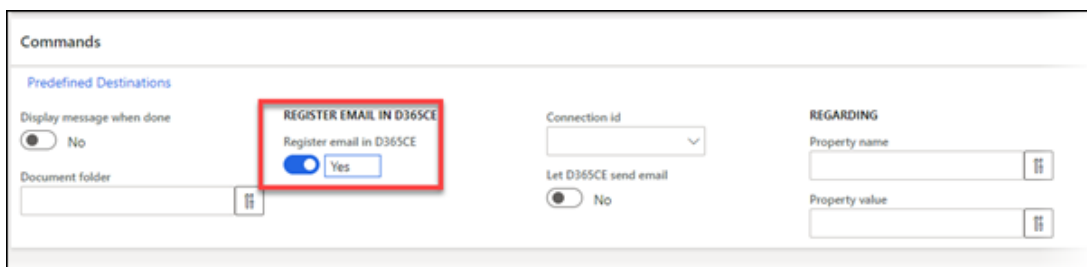 Commands
Predefined Destinations
Display message when done
No
Document folder
REGISTER EMAIL IN D365CE
Register email in D365CE
Yes
Connection id
Let D365CE send email
No
REGARDING
Property name
Property value